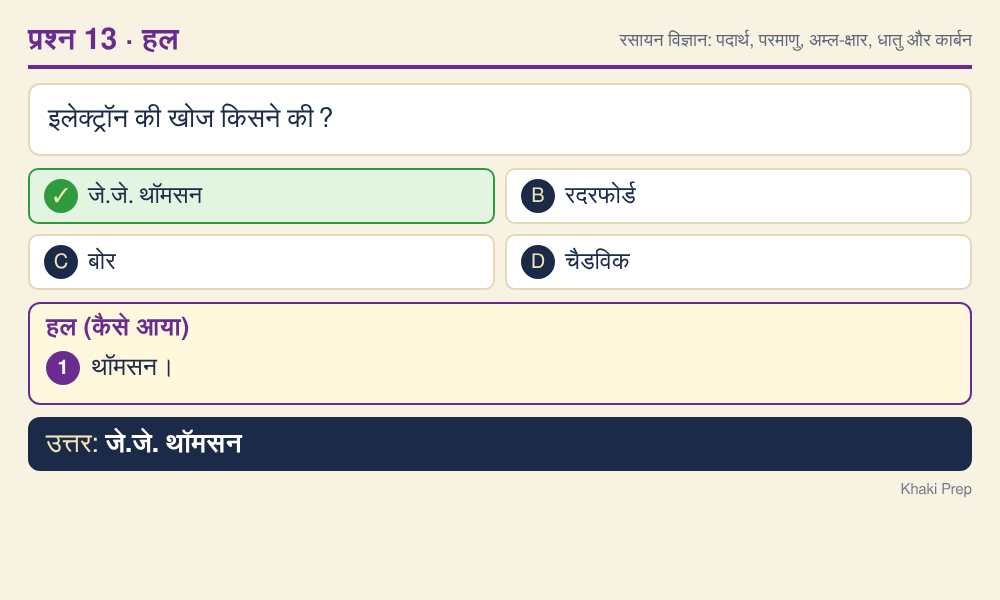 प्रश्न 13 · हल
रसायन विज्ञान: पदार्थ, परमाणु, अम्ल-क्षार, धातु और कार्बन
इलेक्ट्रॉन की खोज किसने की ?
✓ जे.जे. थॉमसन
B रदरफोर्ड
C बोर
D चैडविक
हल (कैसे आया)
1 थॉमसन।
उत्तर: जे.जे. थॉमसन
Khaki Prep